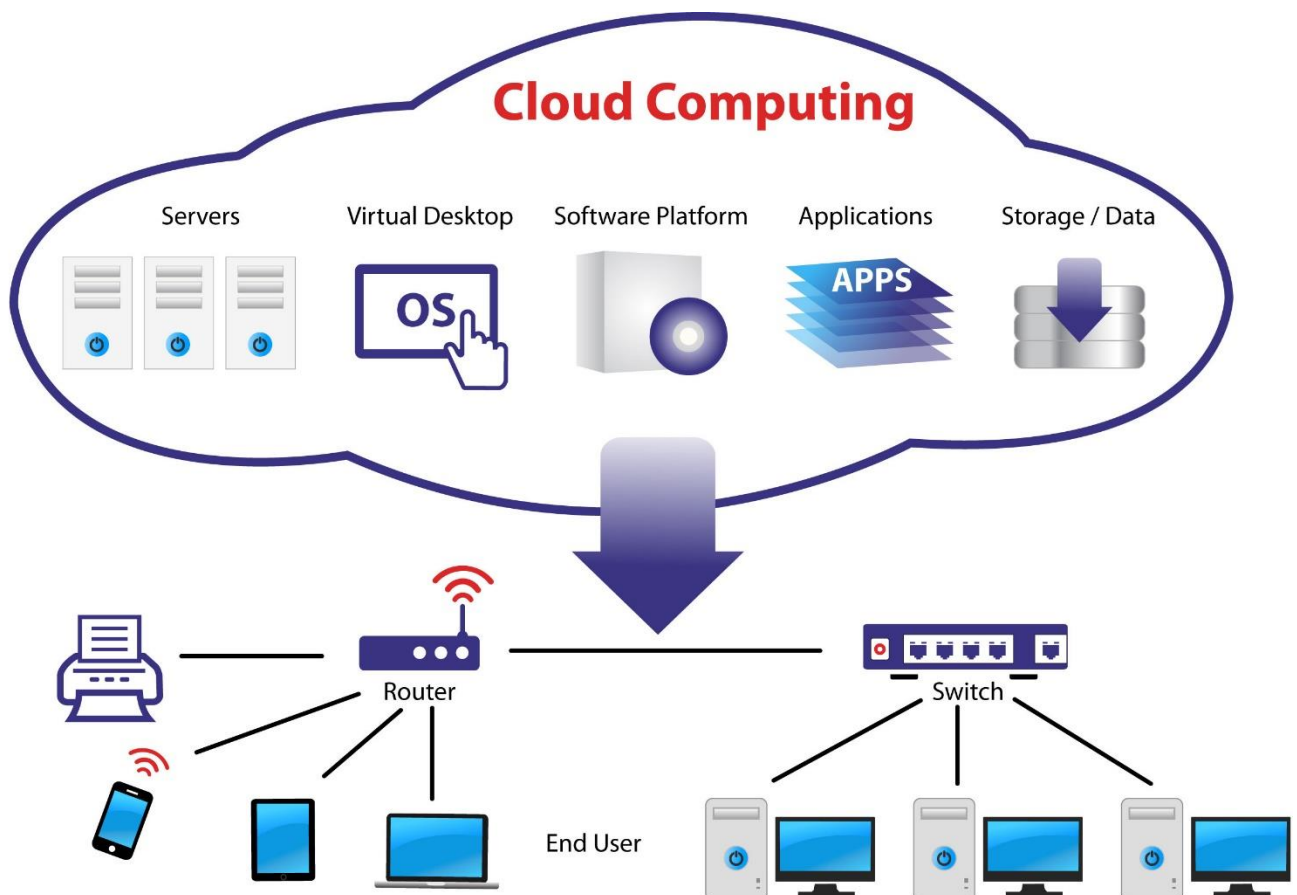 Cloud Computing
Servers
Virtual Desktop
Software Platform
Applications
Storage / Data
OS
APPS
Router
Switch
End User